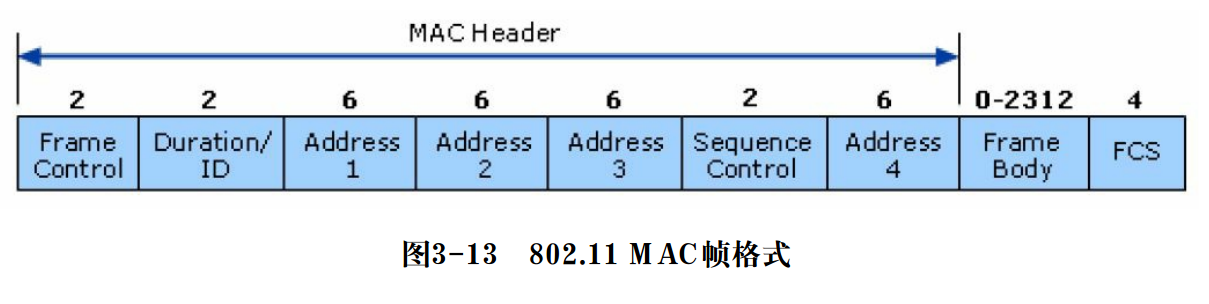 MAC Header
2 2 6 6 6 2 6 0-2312 4
Frame Control Duration/ ID Address 1 Address 2 Address 3 Sequence Control Address 4 Frame Body FCS
图3-13 802.11 MAC帧格式